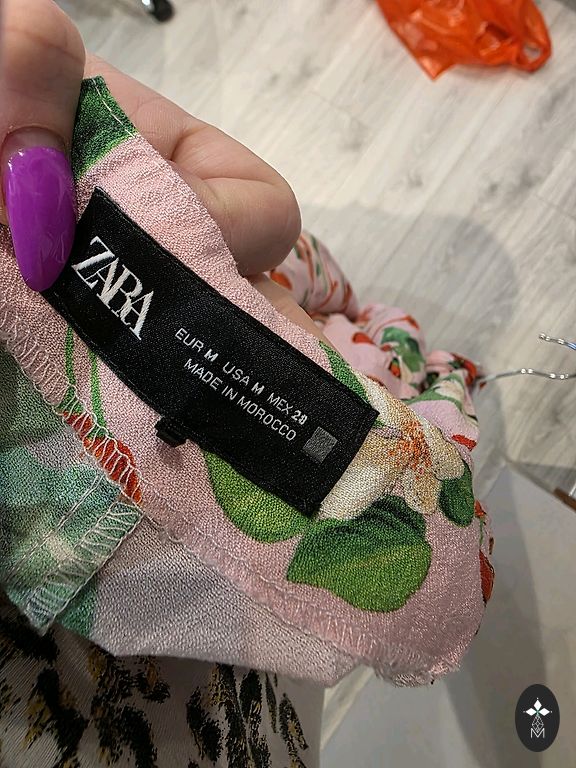 ZARA
EUR M USA M MEX 28
MADE IN MOROCCO
M